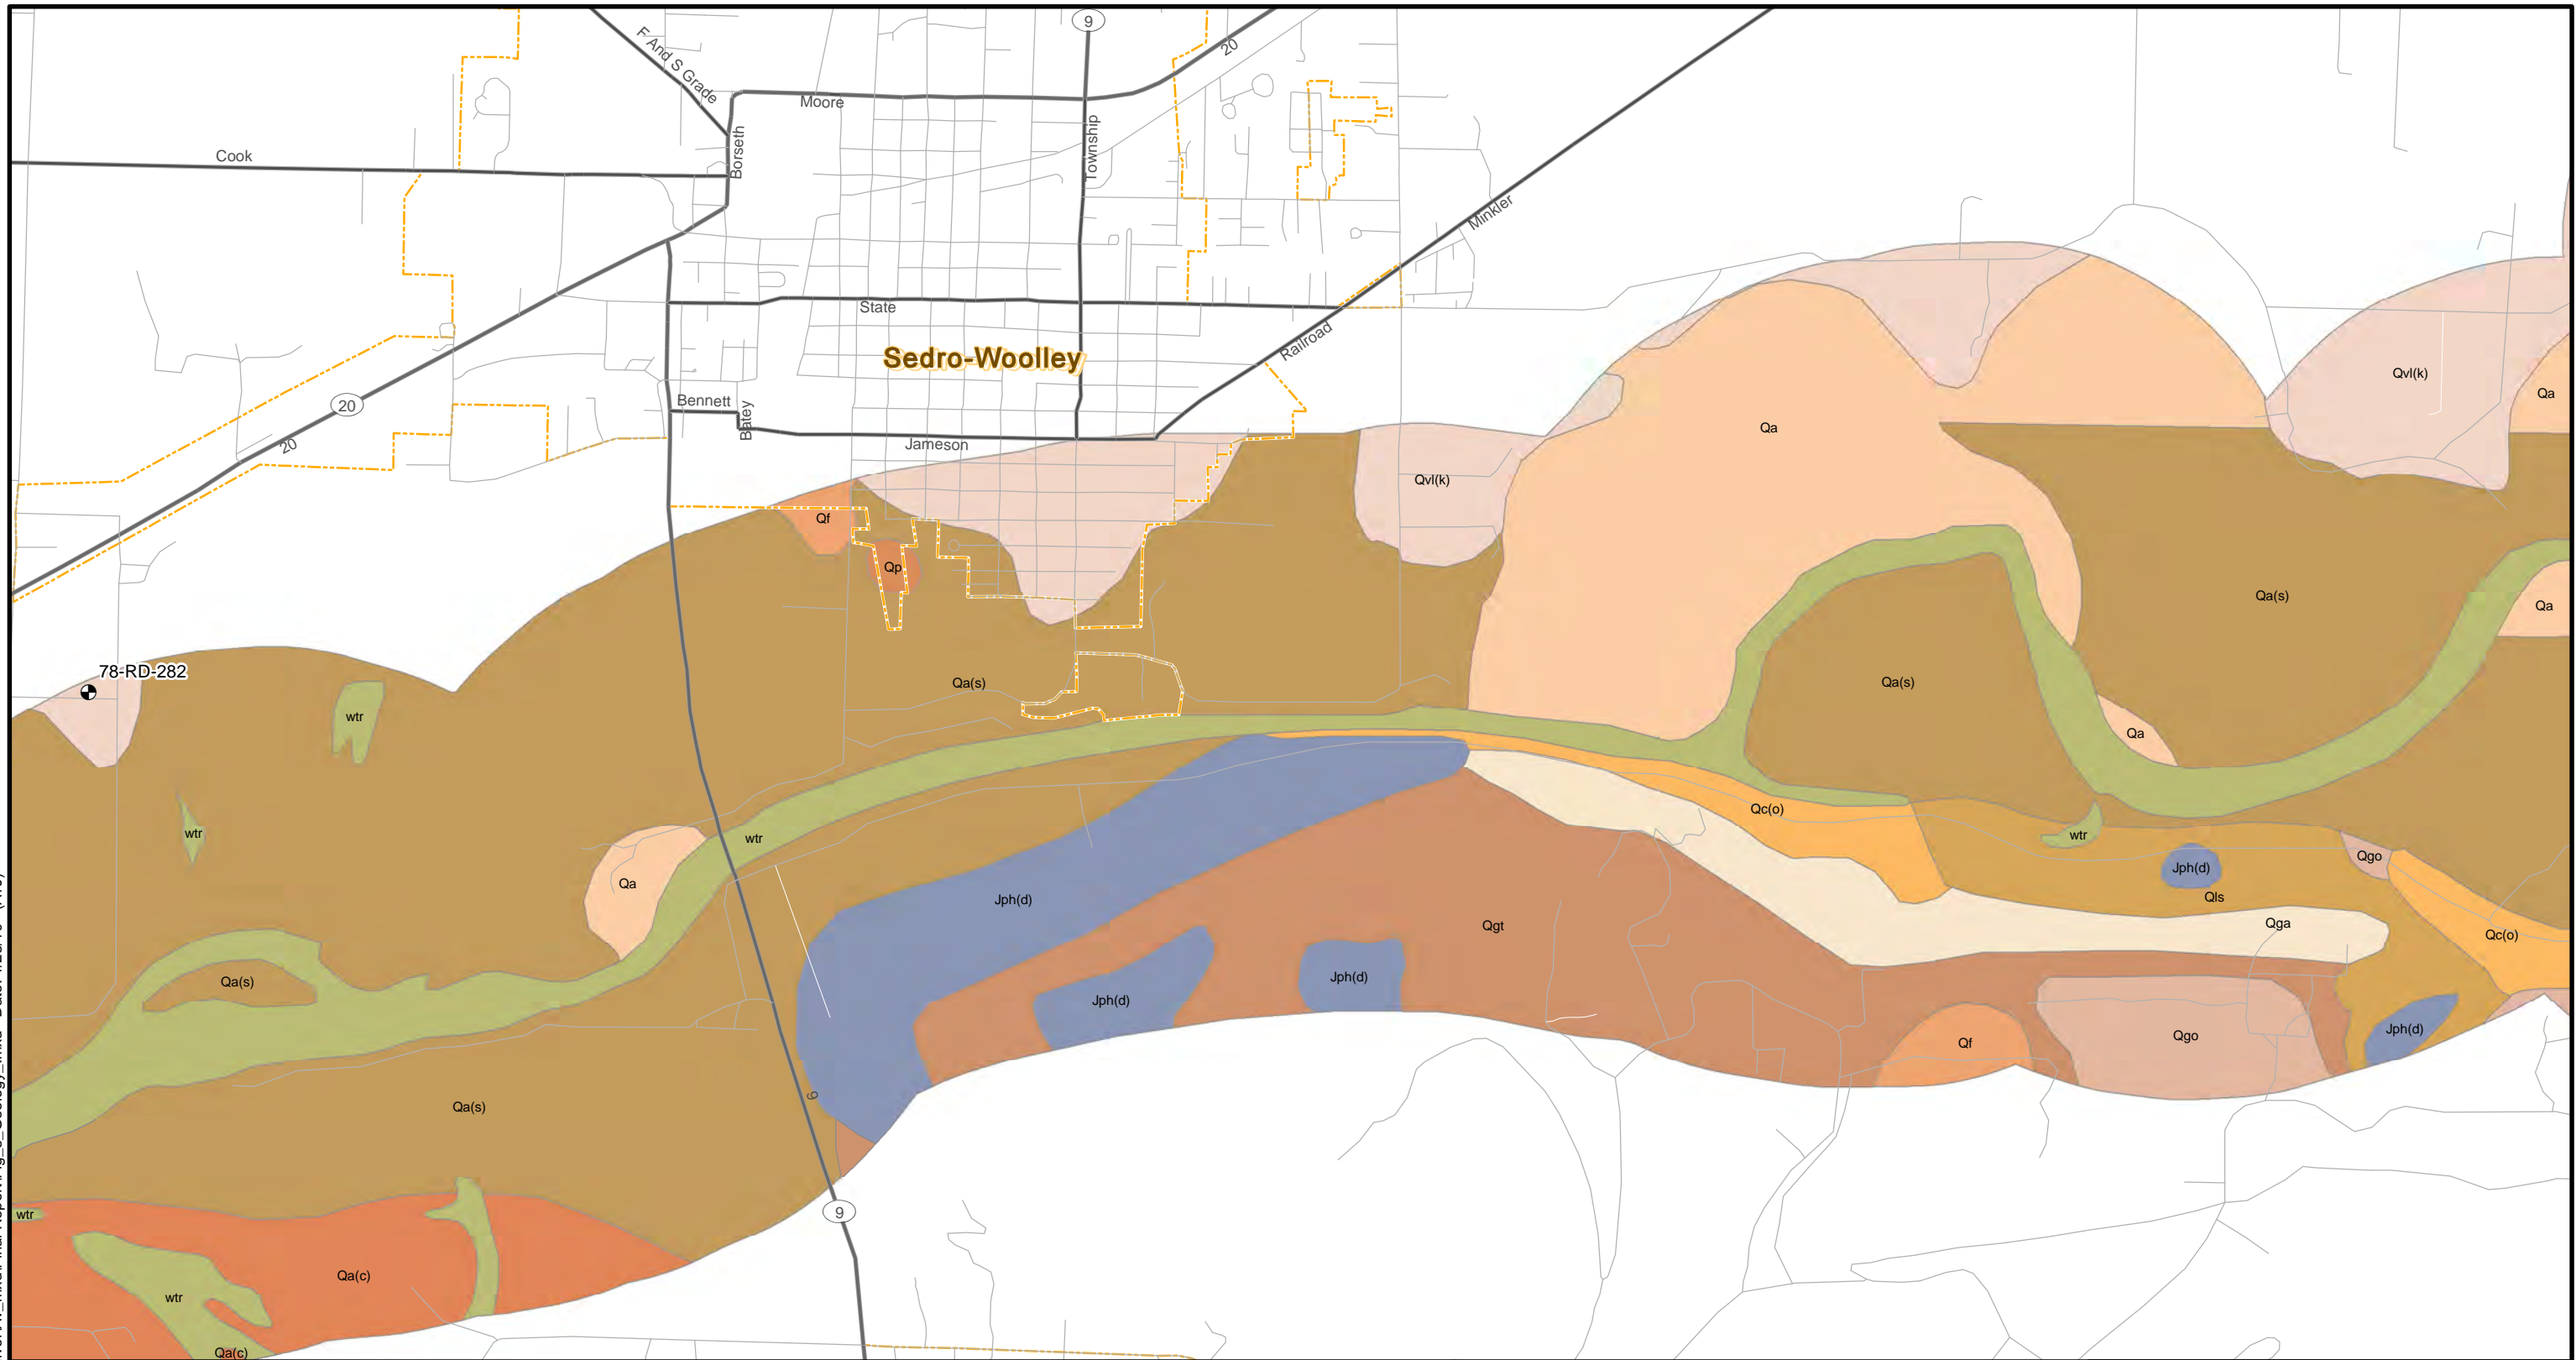 9
20
F And S Grade
Moore
Township
Borseth
Cook
Minkler
State
Railroad
Sedro-Woolley
Qvl(k)
Qa
20
Bennett
Batey
Qa
20
Jameson
Qvl(k)
Qf
Qp
Qa(s)
Qa
78-RD-282
Qa(s)
Qa(s)
wtr
Qa
Qc(o)
wtr
wtr
wtr
Qgo
Jph(d)
Qa
Qls
Jph(d)
Qga
Qgt
Qc(o)
Qa(s)
Jph(d)
Jph(d)
Jph(d)
Qgo
Qf
9
Qa(s)
9
wtr
Qa(c)
wtr
Qa(c)